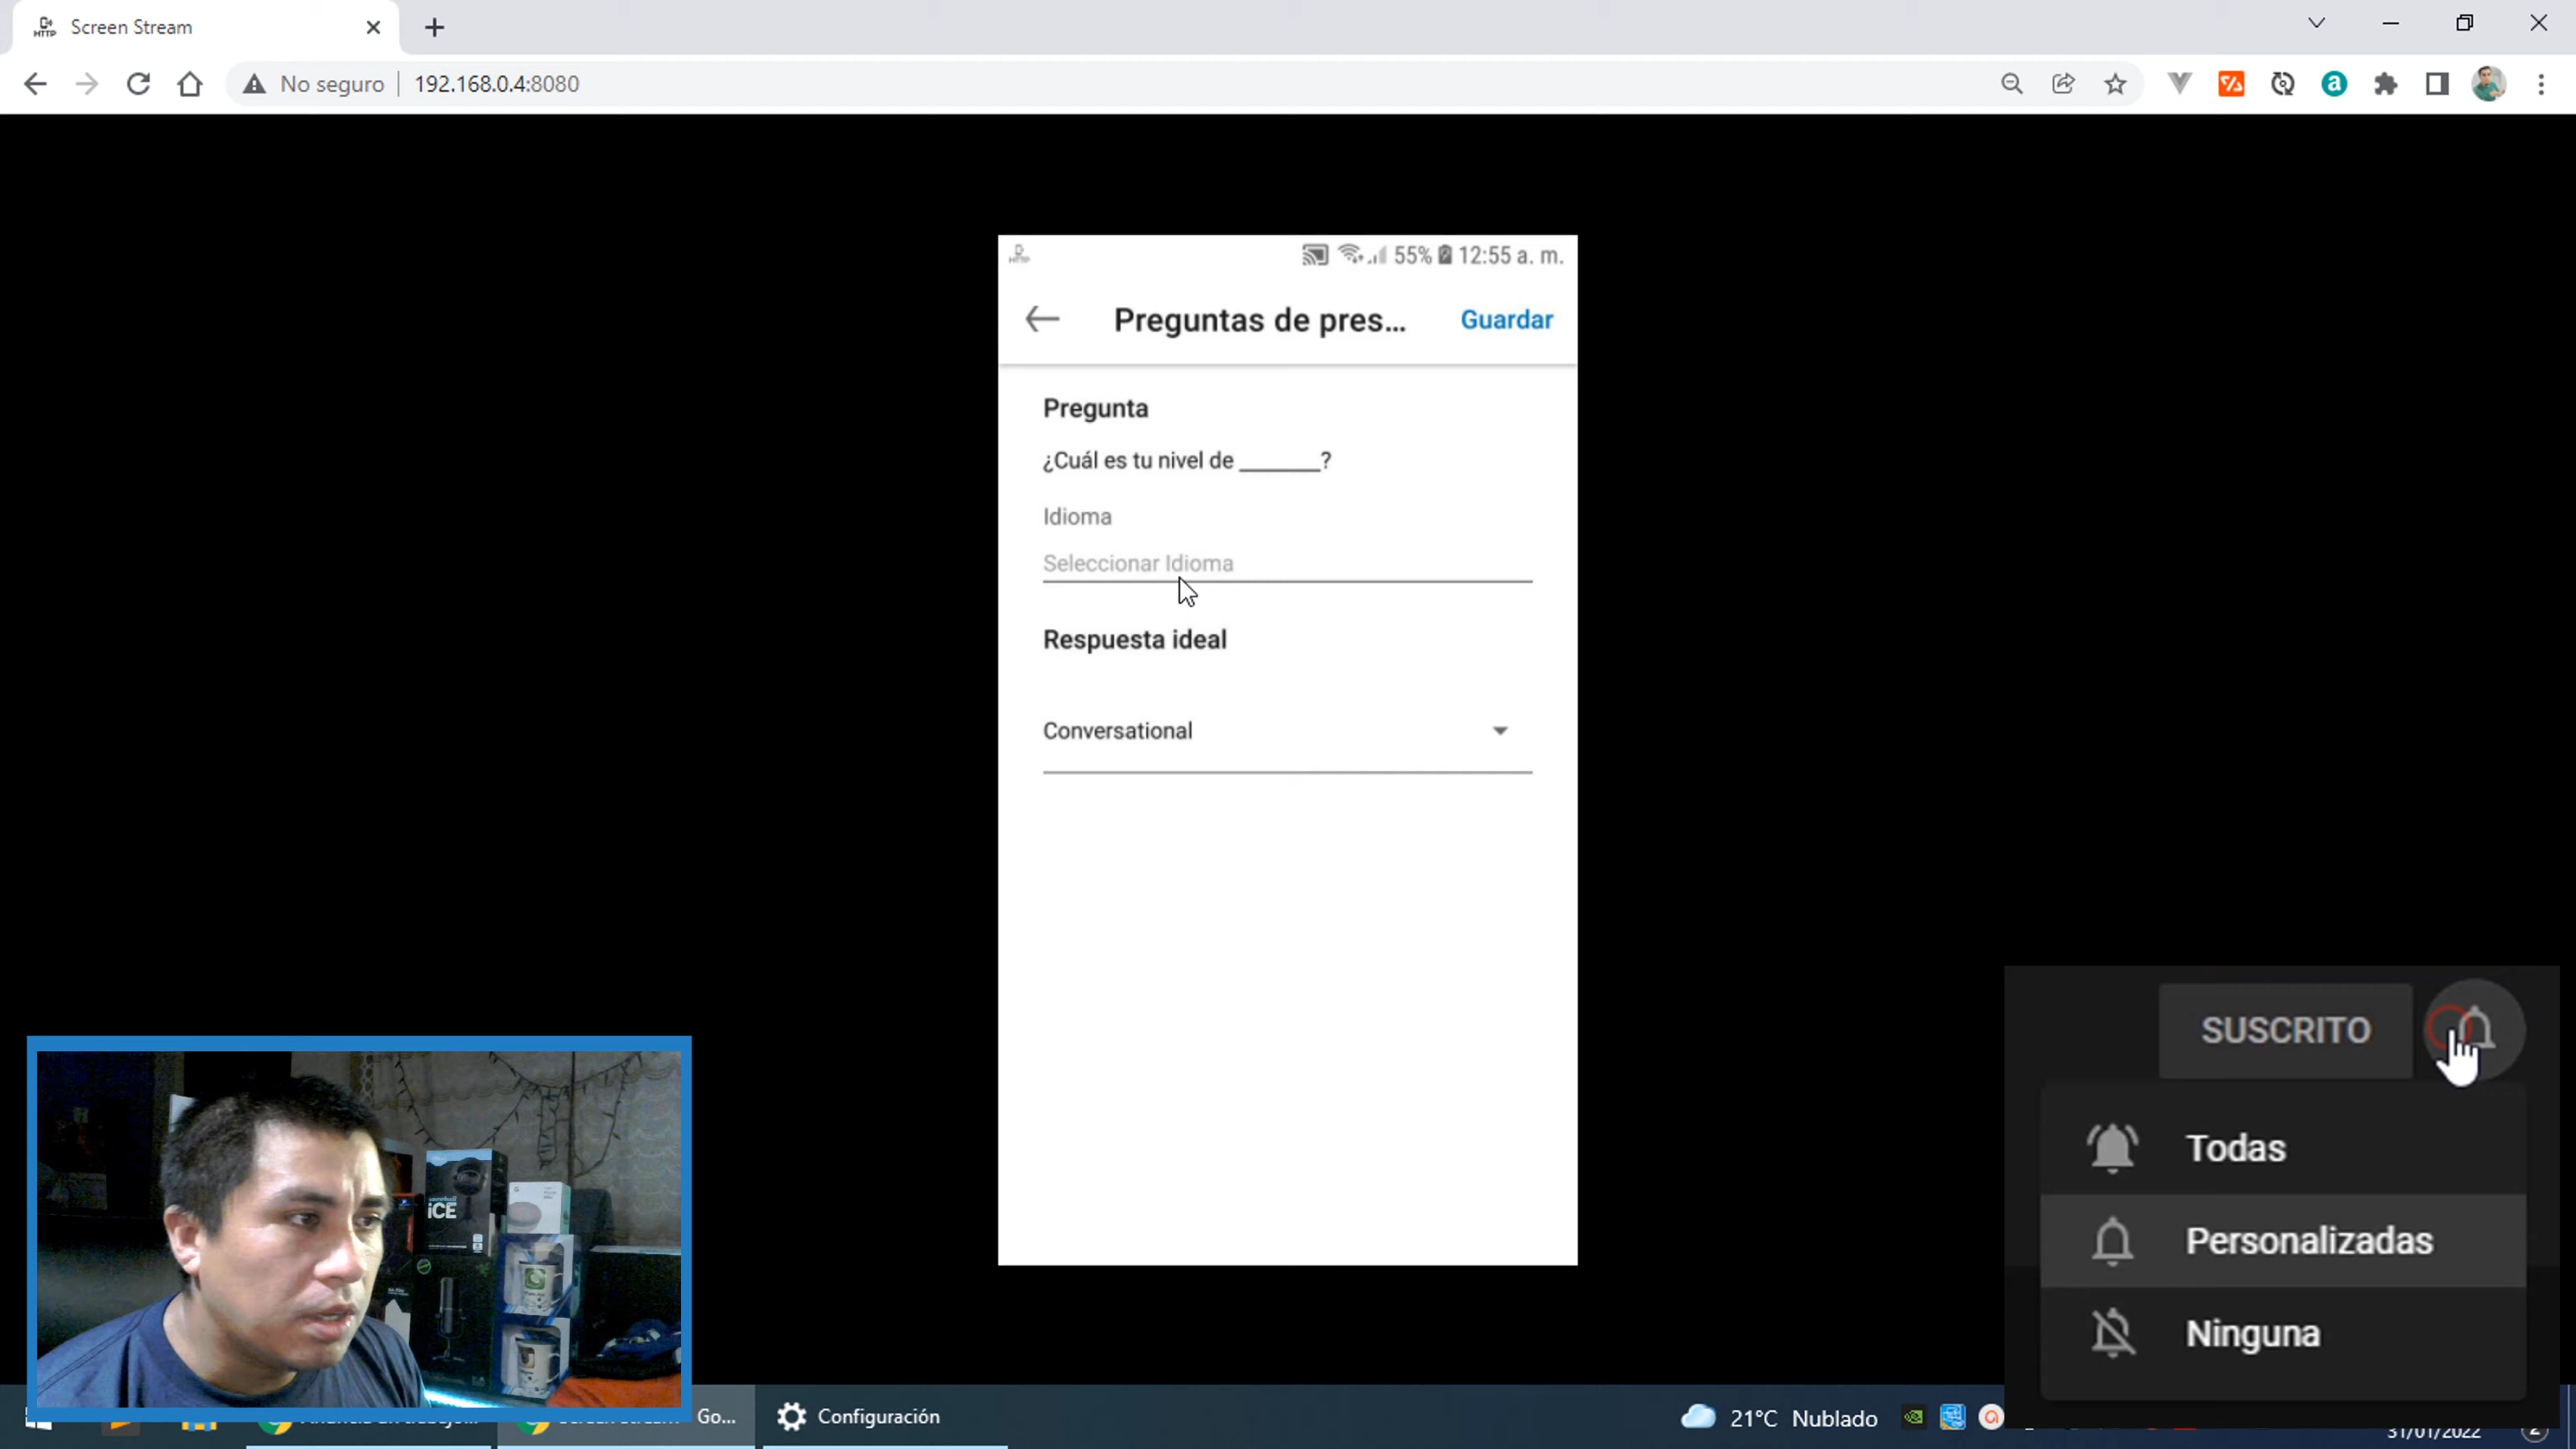 Screen Stream
No seguro
192.168.0.4:8080
HTTP
55%
12:55 a. m.
Preguntas de pres...
Guardar
Pregunta
¿Cuál es tu nivel de _______?
Idioma
Seleccionar Idioma
Respuesta ideal
Conversational
SUSCRITO
Todas
Personalizadas
Ninguna
iCE
Go...
Configuración
21°C Nublado
31/01/2022